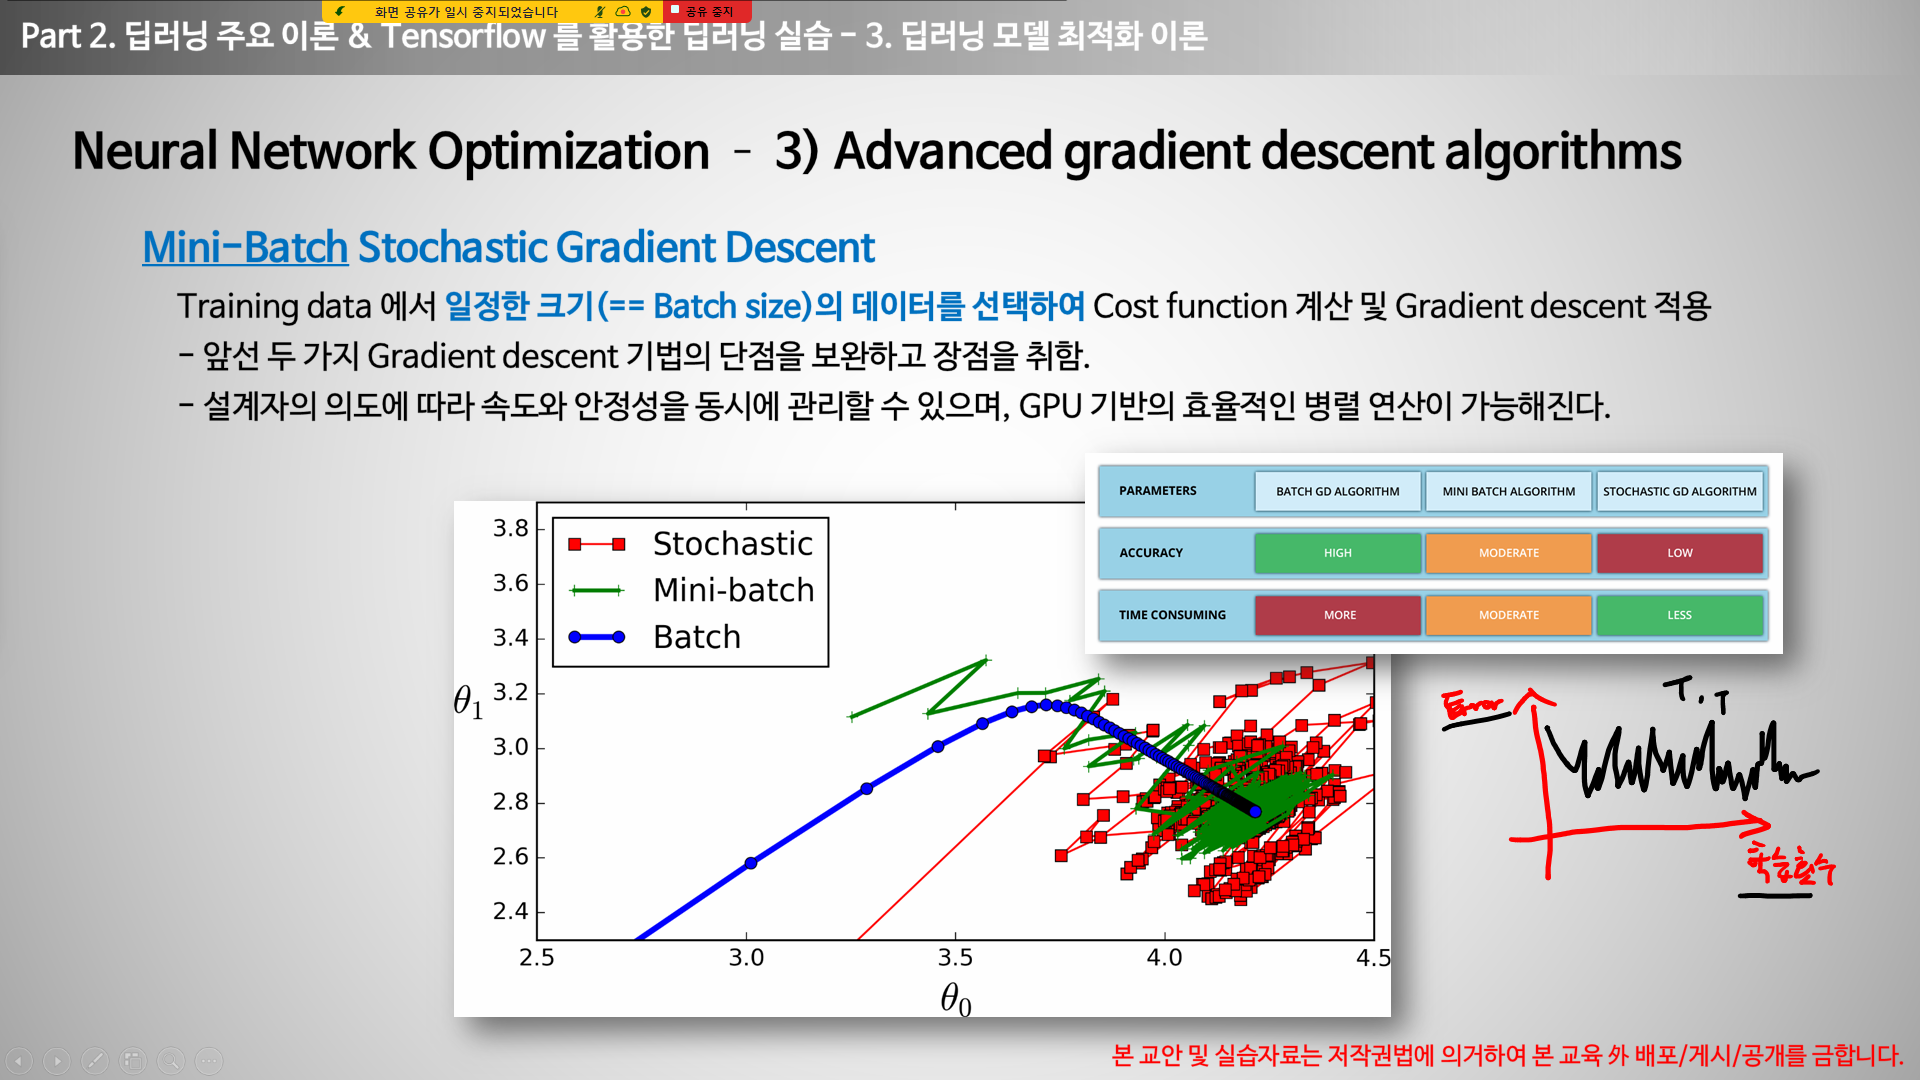 화면 공유가 일시 중지되었습니다
공유 중지
Part 2. 딥러닝 주요 이론 & Tensorflow 를 활용한 딥러닝 실습 – 3. 딥러닝 모델 최적화 이론
Neural Network Optimization - 3) Advanced gradient descent algorithms
Mini-Batch Stochastic Gradient Descent
Training data 에서 일정한 크기(== Batch size)의 데이터를 선택하여 Cost function 계산 및 Gradient descent 적용
- 앞선 두 가지 Gradient descent 기법의 단점을 보완하고 장점을 취함.
- 설계자의 의도에 따라 속도와 안정성을 동시에 관리할 수 있으며, GPU 기반의 효율적인 병렬 연산이 가능해진다.
PARAMETERS BATCH GD ALGORITHM MINI BATCH ALGORITHM STOCHASTIC GD ALGORITHM
ACCURACY HIGH MODERATE LOW
TIME CONSUMING MORE MODERATE LESS
Stochastic
Mini-batch
Batch
3.8
3.6
3.4
3.2
3.0
2.8
2.6
2.4
θ1
2.5 3.0 3.5 4.0 4.5
θ0
Error
T.T
학습횟수
본 교안 및 실습자료는 저작권법에 의거하여 본 교육 外 배포/게시/공개를 금합니다.